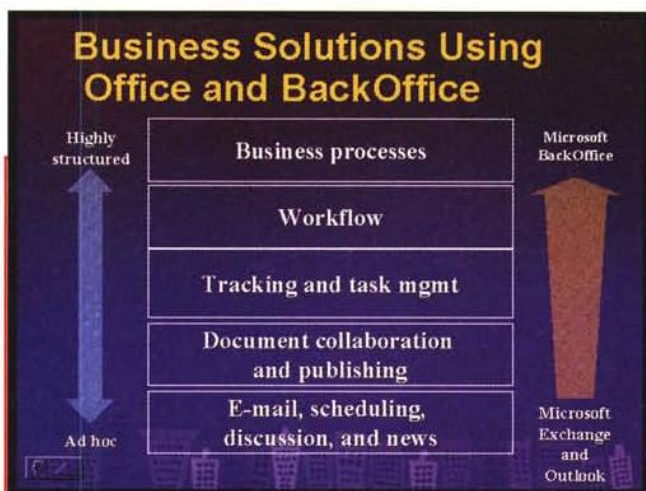 Business Solutions Using
Office and BackOffice
Highly
structured
Business processes
Microsoft
BackOffice
Workflow
Tracking and task mgmt
Document collaboration
and publishing
E-mail, scheduling,
discussion, and news
Ad hoc
Microsoft
Exchange
and
Outlook